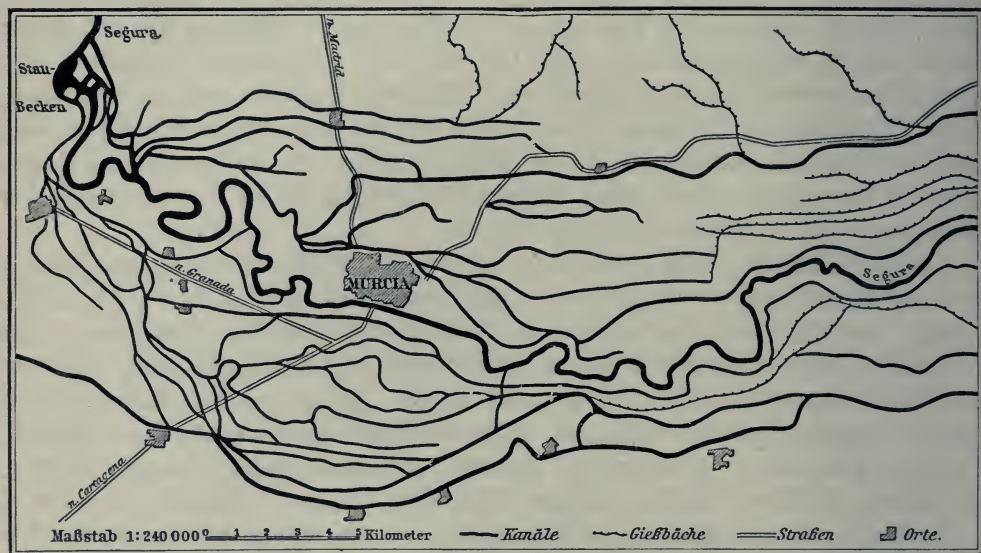 Segura
Stau-
Becken
n. Madrid
n. Granada
MURCIA
Segura
n. Cartagena
Maßstab 1:240 000 0 1 2 3 4 5 Kilometer Kanäle Gießbäche Straßen Orte.